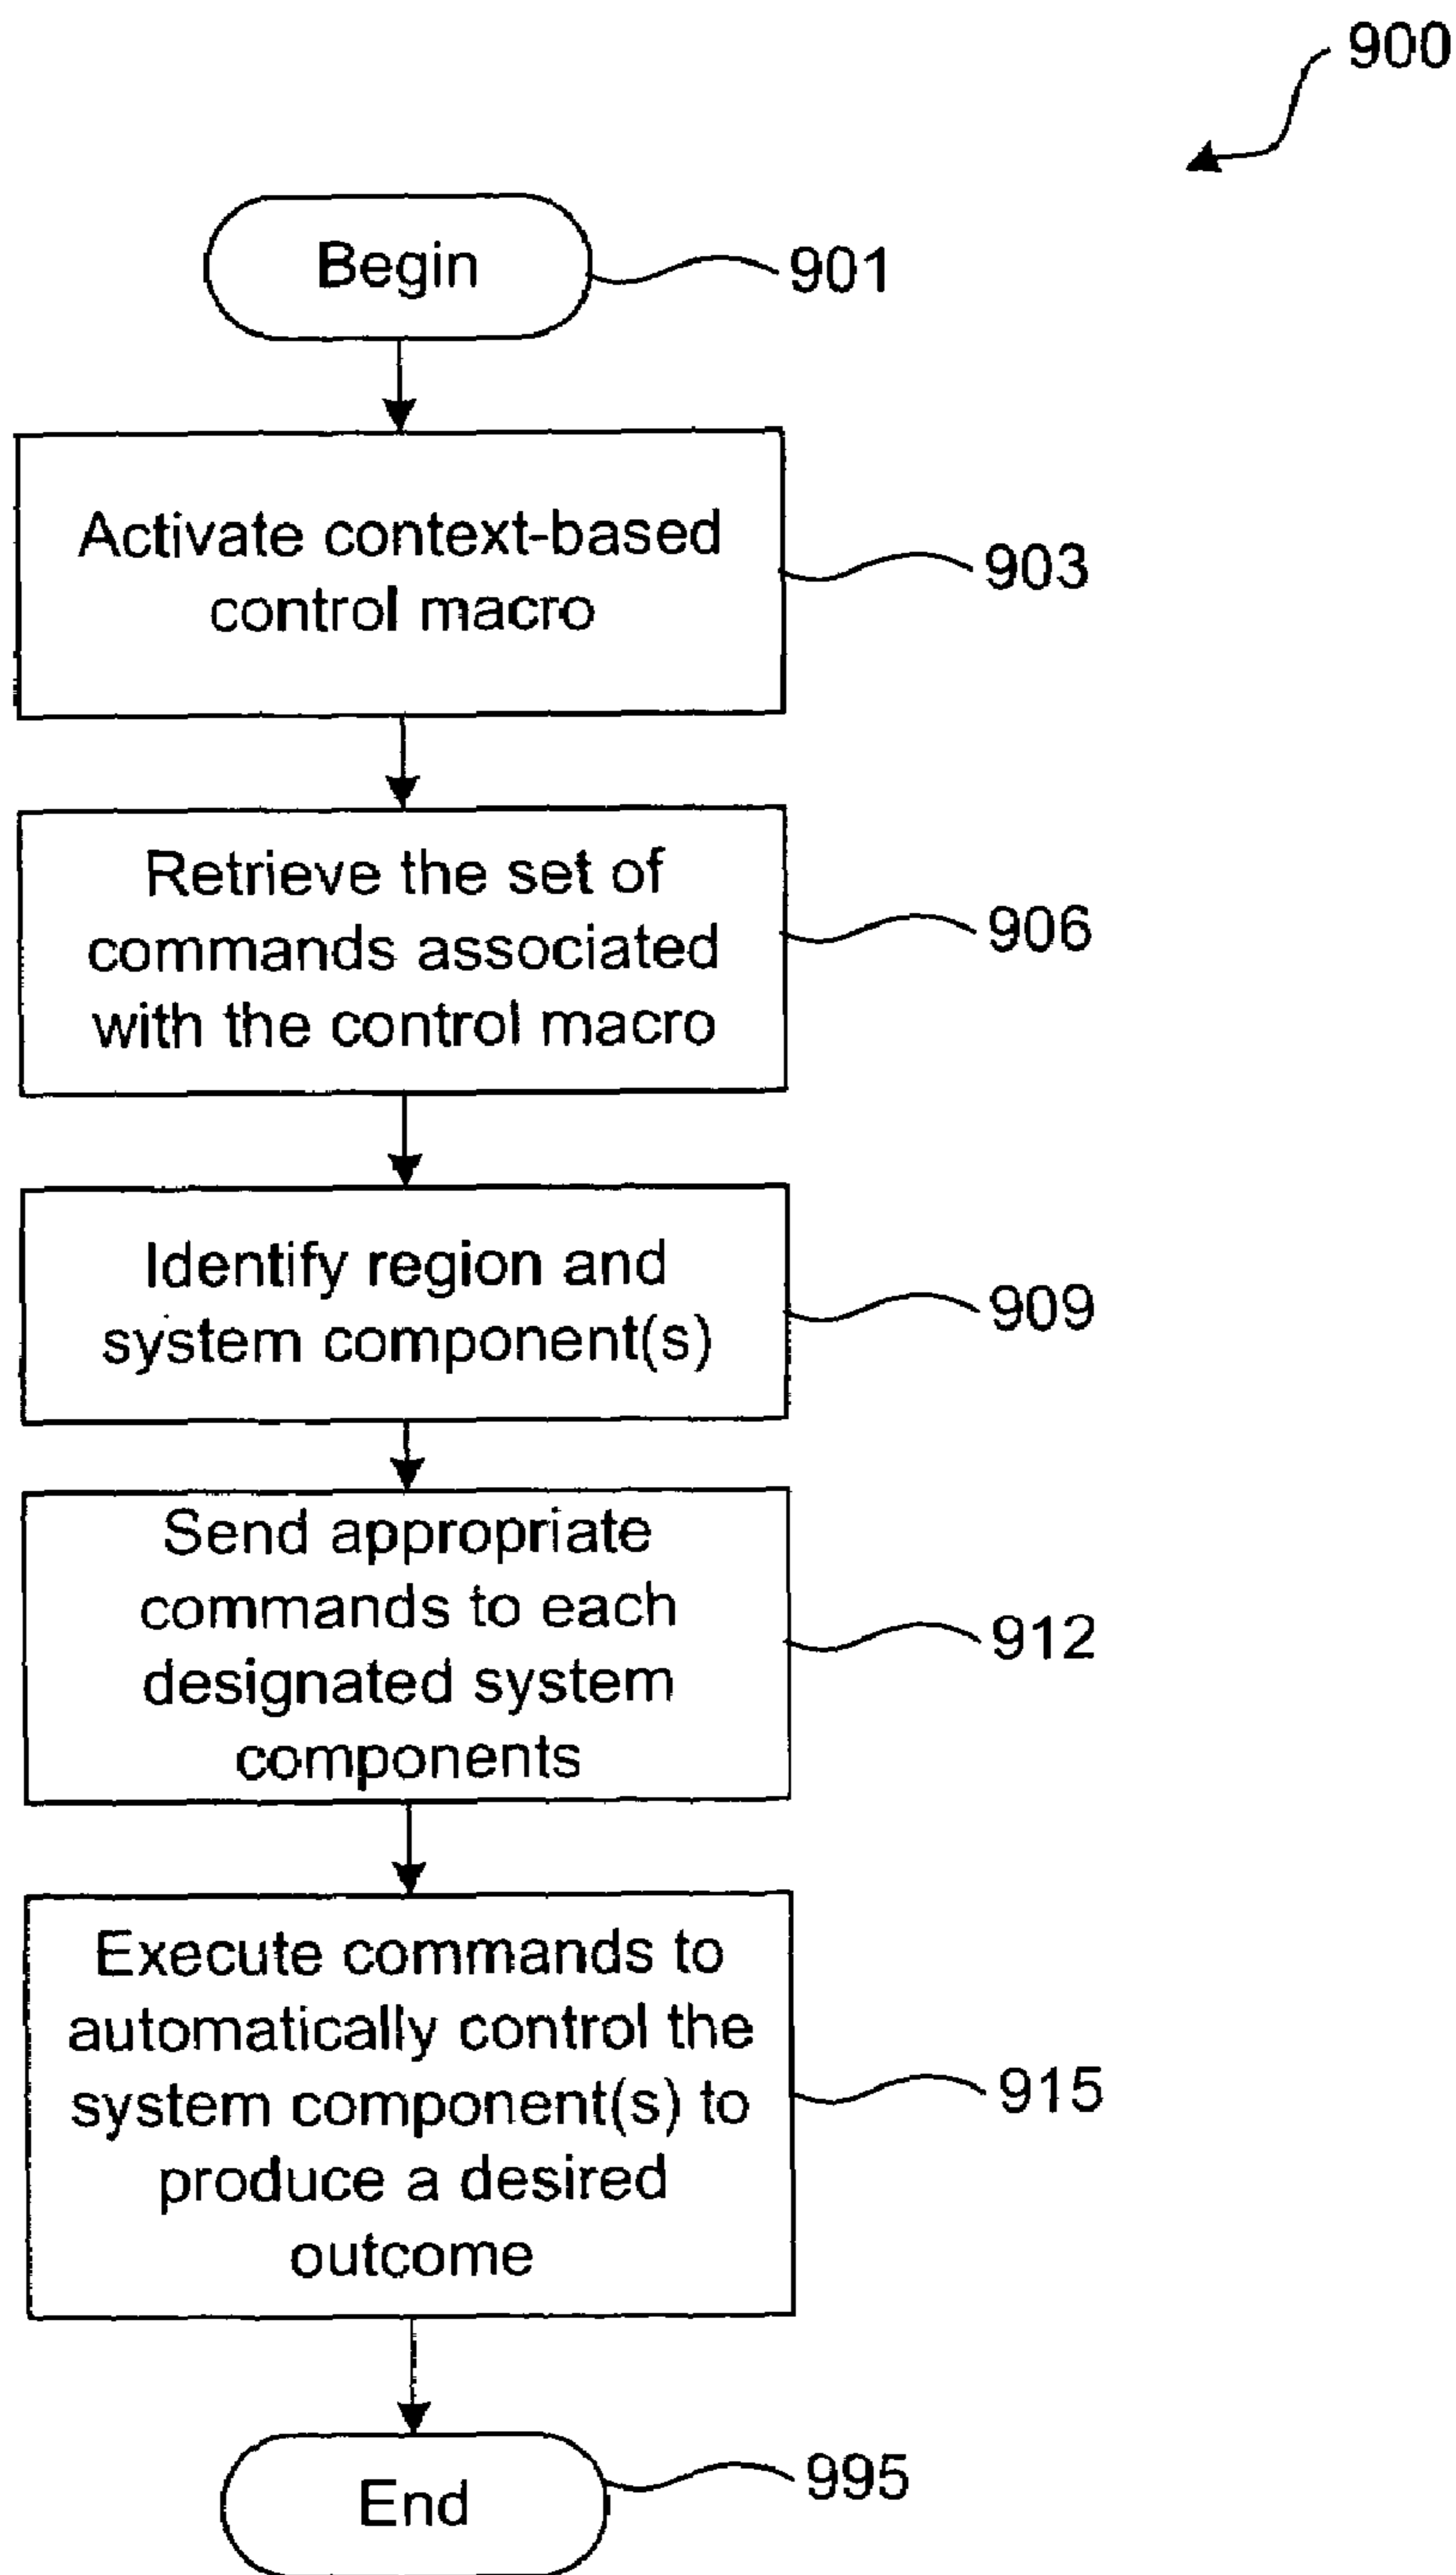 900
Begin
901
Activate context-based
control macro
903
Retrieve the set of
commands associated
with the control macro
906
Identify region and
system component(s)
909
Send appropriate
commands to each
designated system
components
912
Execute commands to
automatically control the
system component(s) to
produce a desired
outcome
915
End
995